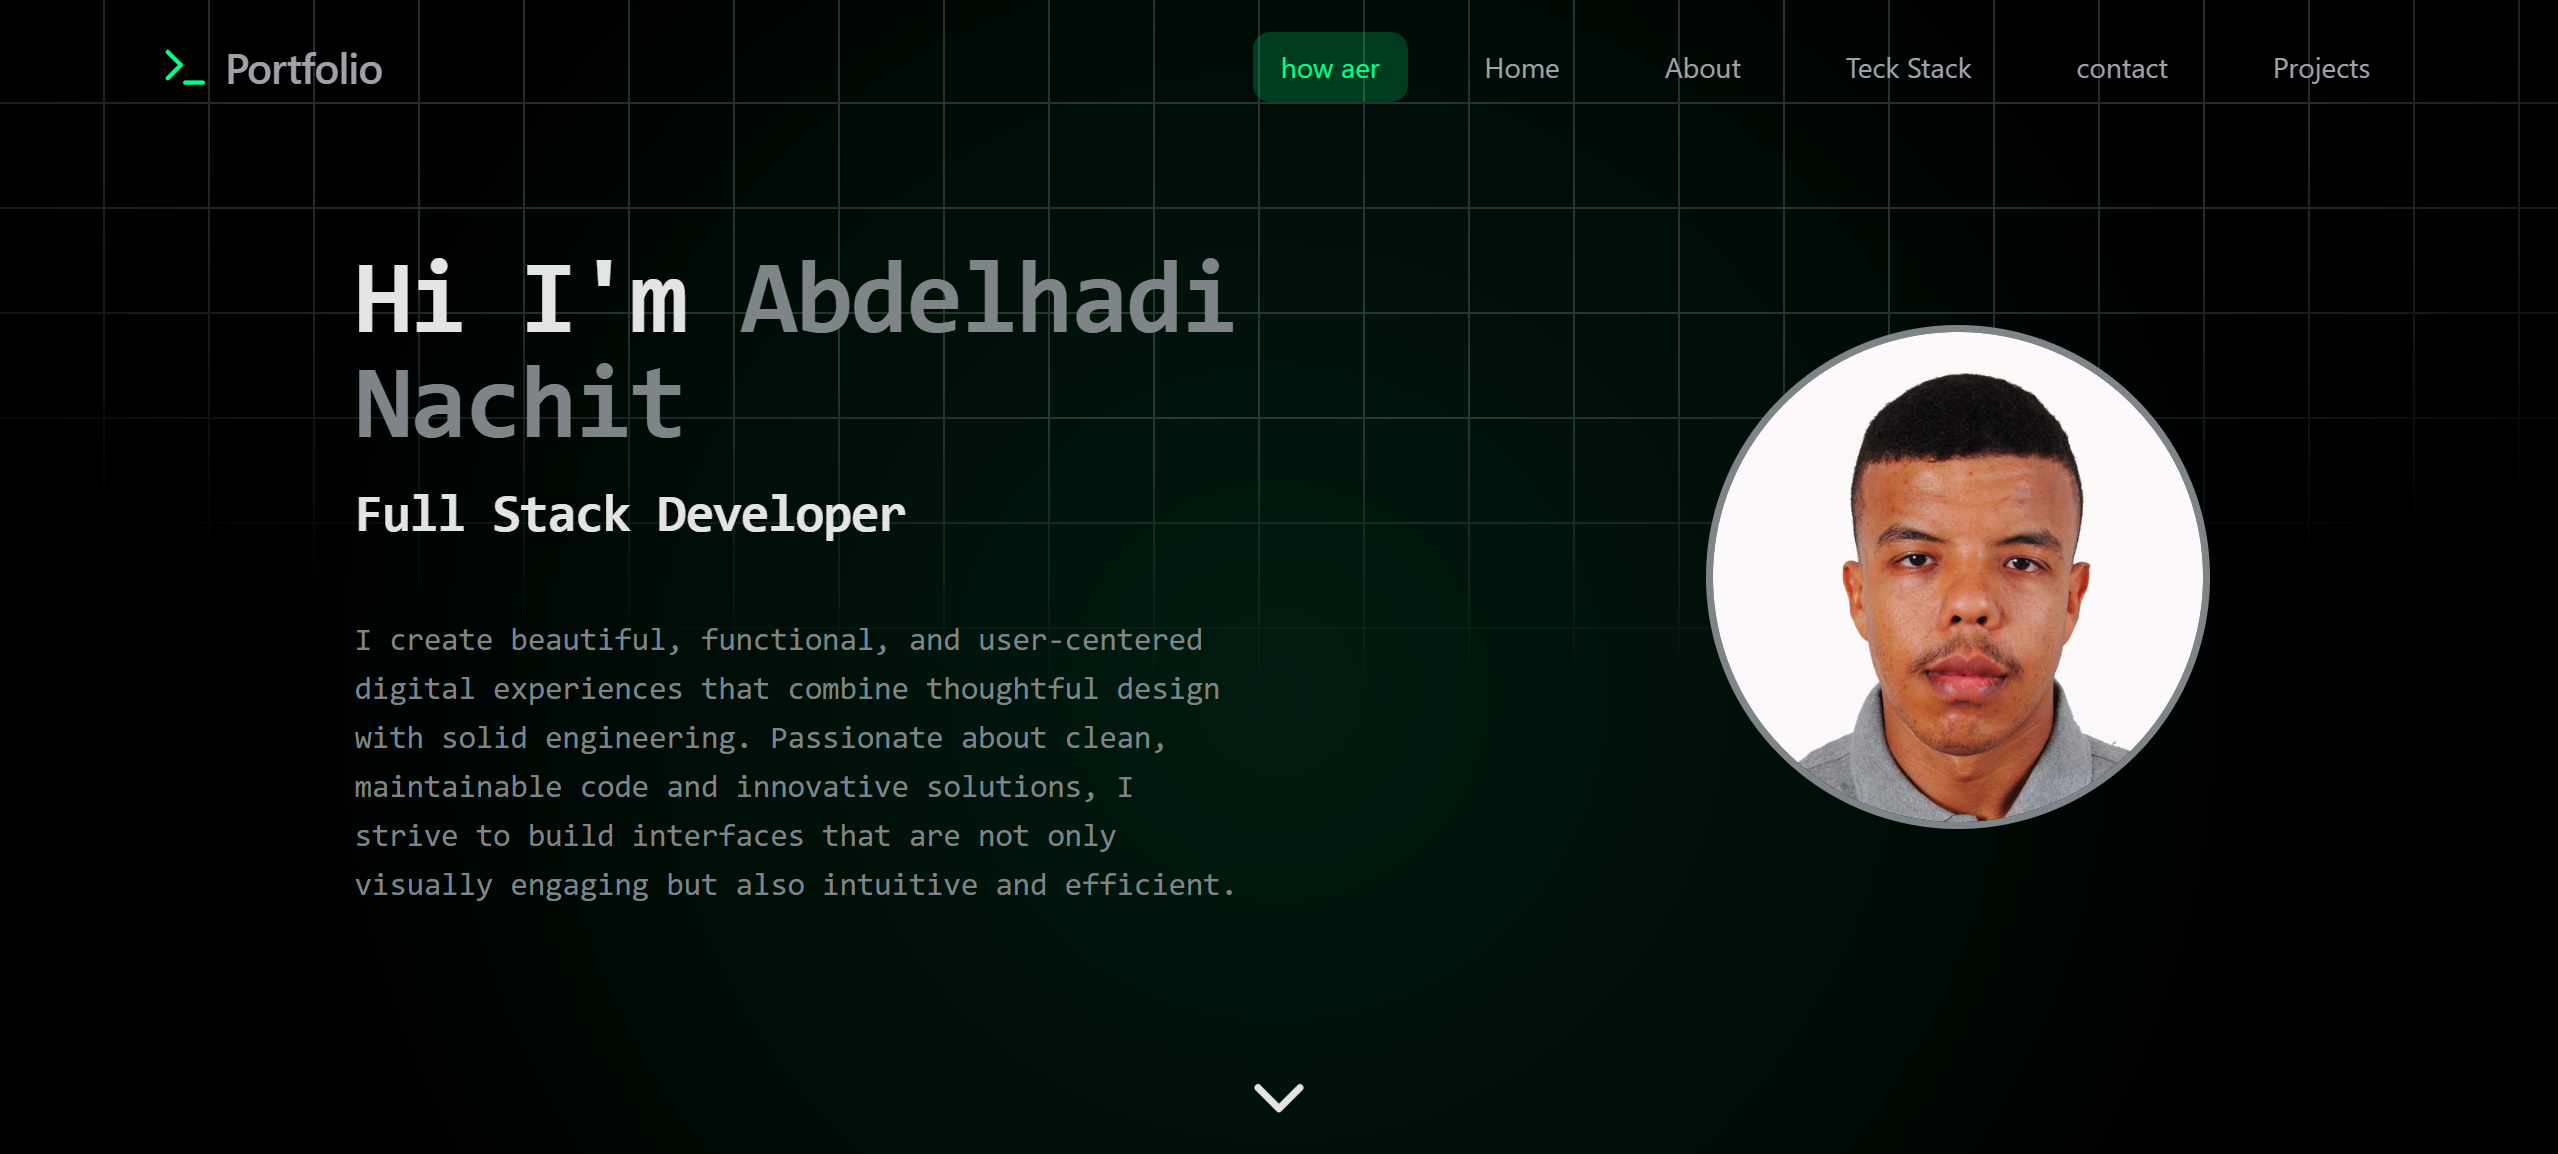 Portfolio
how aer
Home
About
Teck Stack
contact
Projects
Hi I'm Abdelhadi
Nachit
Full Stack Developer
I create beautiful, functional, and user-centered
digital experiences that combine thoughtful design
with solid engineering. Passionate about clean,
maintainable code and innovative solutions, I
strive to build interfaces that are not only
visually engaging but also intuitive and efficient.